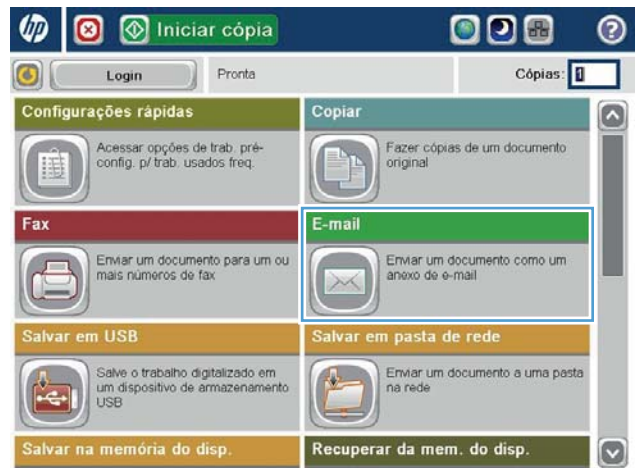 hp
Iniciar cópia
?
Login
Pronta
Cópias: 1
Configurações rápidas
Acessar opções de trab. pré-
config. p/ trab. usados freq.
Copiar
Fazer cópias de um documento
original
Fax
Enviar um documento para um ou
mais números de fax
E-mail
Enviar um documento como um
anexo de e-mail
Salvar em USB
Salve o trabalho digitalizado em
um dispositivo de armazenamento
USB
Salvar em pasta de rede
Enviar um documento a uma pasta
na rede
Salvar na memória do disp.
Recuperar da mem. do disp.